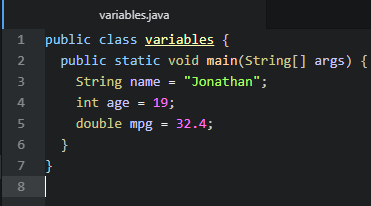 variables.java
1 public class variables {
2   public static void main(String[] args) {
3     String name = "Jonathan";
4     int age = 19;
5     double mpg = 32.4;
6   }
7 }
8